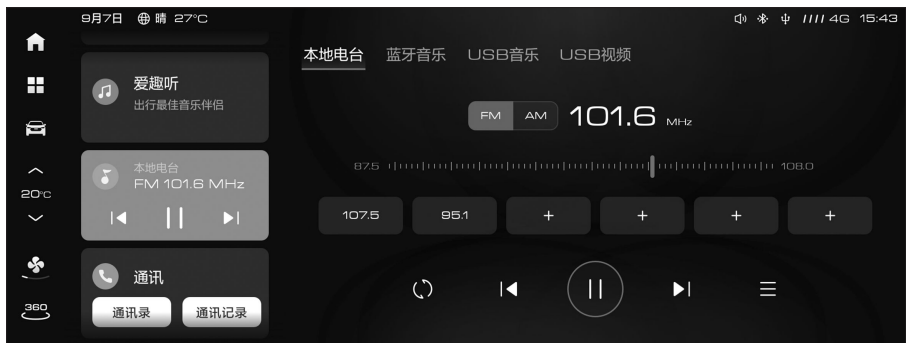 9月7日 晴 27°C 4G 15:43
本地电台 蓝牙音乐 USB音乐 USB视频
爱趣听
出行最佳音乐伴侣
FM AM 101.6 MHz
87.5 108.0
本地电台
FM 101.6 MHz
20°C
107.5 95.1 + + + +
通讯
通讯录 通讯记录
360